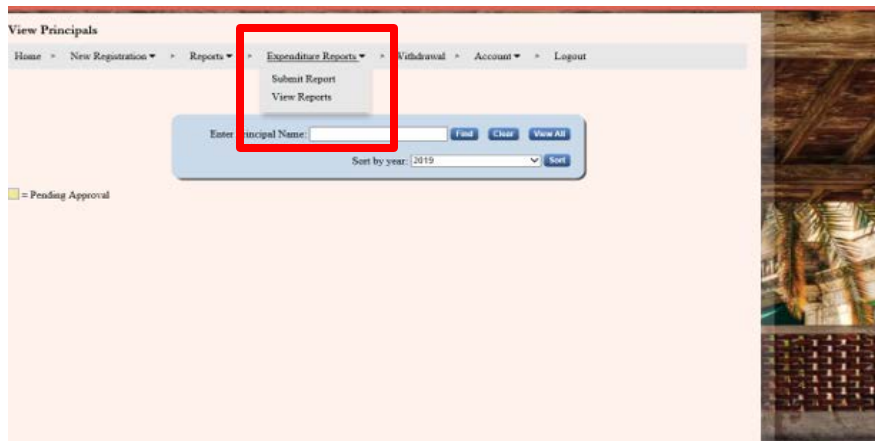 View Principals
Home » New Registration▼ » Reports▼ » Expenditure Reports▼ » Withdrawal » Account▼ » Logout
Submit Report
View Reports
Enter Principal Name: Find Clear View All
Sort by year: 2019 Sort
= Pending Approval